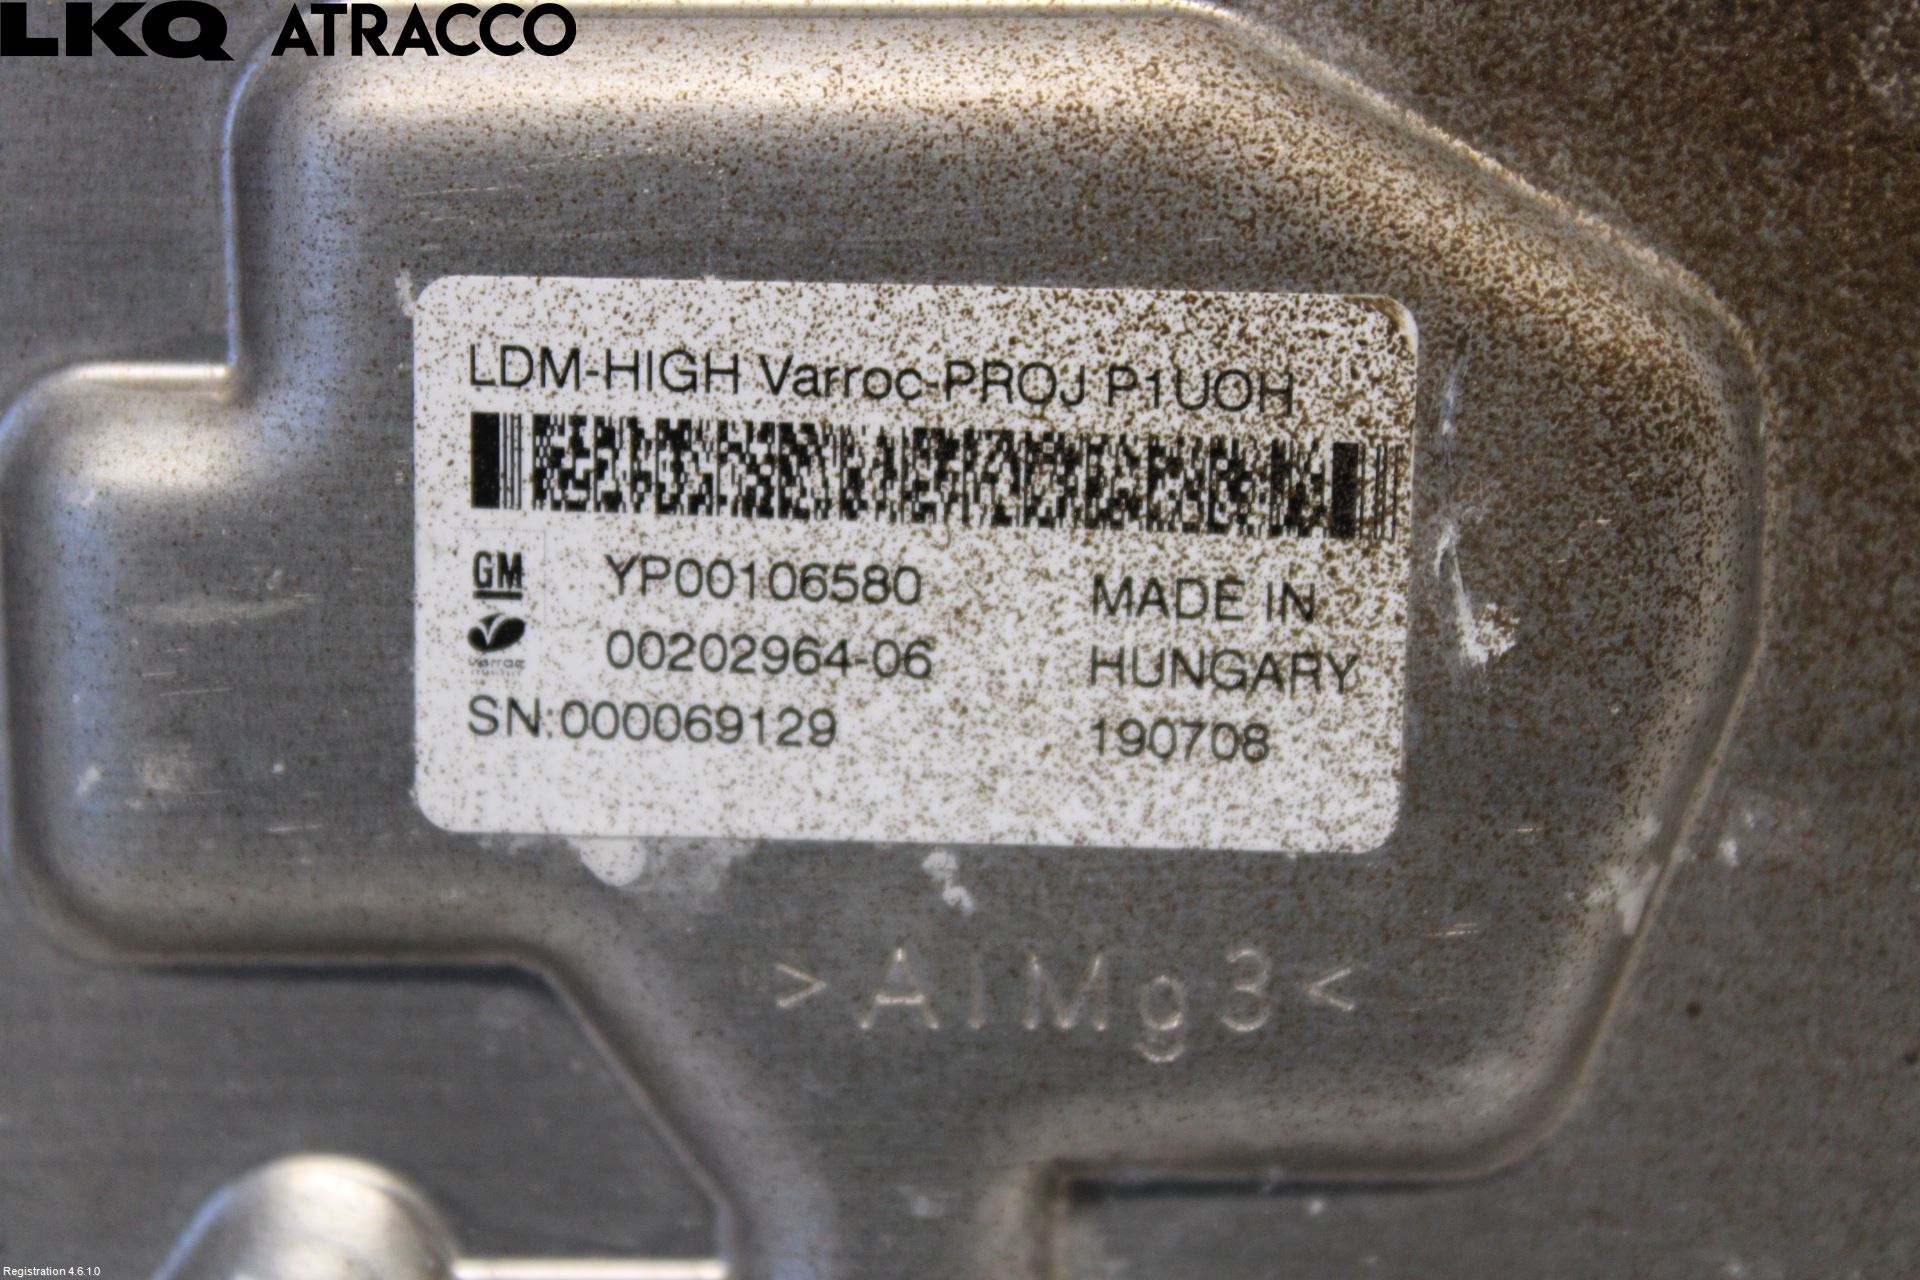 LKQ ATRACCO
LDM-HIGH Varroc-PROJ P1UOH
GM YP00106580 MADE IN
varroc 00202964-06 HUNGARY
SN:000069129 190708
>AlMg3<
Registration 4.6.1.0